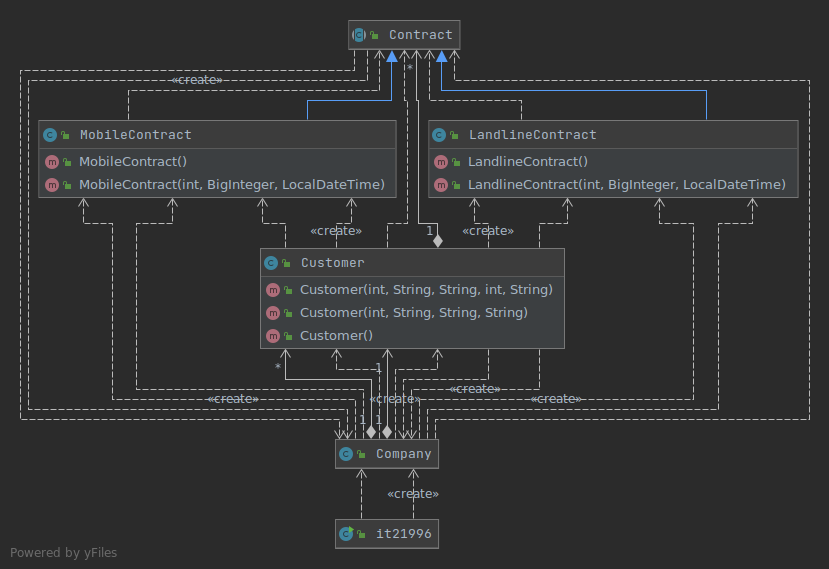 Contract
«create»
*
MobileContract
MobileContract()
MobileContract(int, BigInteger, LocalDateTime)
LandlineContract
LandlineContract()
LandlineContract(int, BigInteger, LocalDateTime)
«create»
1
«create»
Customer
Customer(int, String, String, int, String)
Customer(int, String, String, String)
Customer()
*
1
«create»
«create»
«create»
«create»
1
1
Company
«create»
it21996
Powered by yFiles